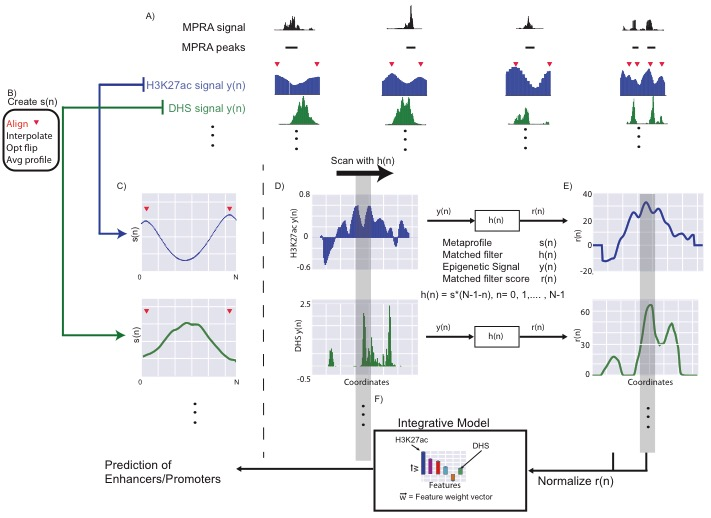 A)
MPRA signal
MPRA peaks
B)
Create s(n)
H3K27ac signal y(n)
DHS signal y(n)
Align
Interpolate
Opt flip
Avg profile
Scan with h(n)
C)
D)
E)
s(n)
0
N
H3K27ac y(n)
0.8
0
-0.6
y(n)
h(n)
r(n)
Metaprofile s(n)
Matched filter h(n)
Epigenetic Signal y(n)
Matched filter score r(n)
h(n) = s*(N-1-n), n= 0, 1,.... , N-1
r(n)
40
20
0
-20
s(n)
0
N
DHS y(n)
2.5
-0.5
Coordinates
y(n)
h(n)
r(n)
r(n)
60
30
0
Coordinates
F)
Integrative Model
H3K27ac
DHS
w
Features
w = Feature weight vector
Prediction of
Enhancers/Promoters
Normalize r(n)